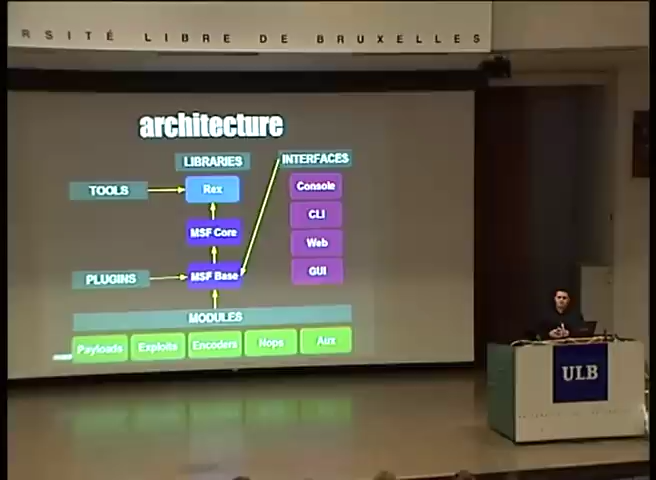 RSITÉ LIBRE DE BRUXELLES
architecture
LIBRARIES
INTERFACES
TOOLS
Rex
Console
MSF Core
CLI
Web
PLUGINS
MSF Base
GUI
MODULES
Payloads
Exploits
Encoders
Nops
Aux
ULB